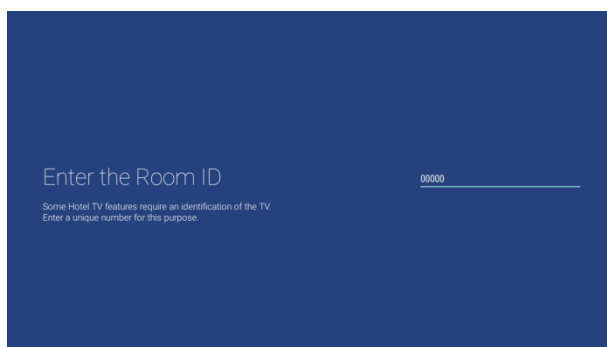 Enter the Room ID
00000
Some Hotel TV features require an identification of the TV.
Enter a unique number for this purpose.